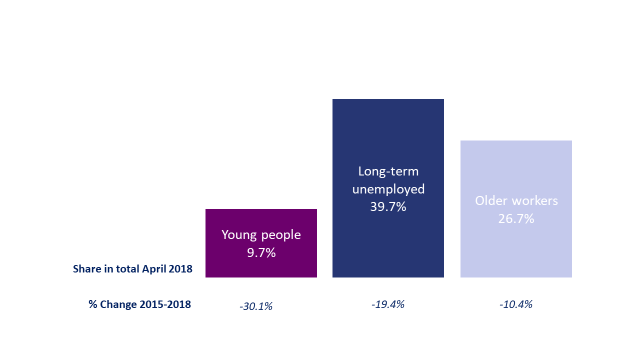 Long-term
unemployed
39.7%
Older workers
26.7%
Young people
9.7%
Share in total April 2018
% Change 2015-2018
-30.1%
-19.4%
-10.4%